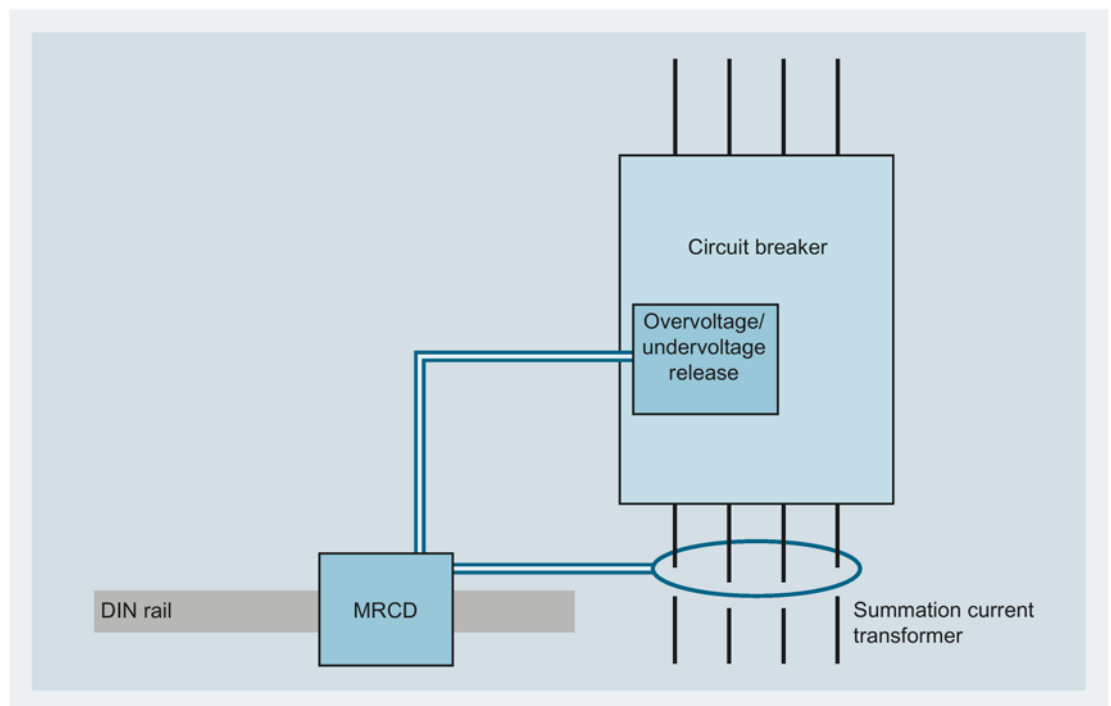 Circuit breaker
Overvoltage/
undervoltage
release
DIN rail
MRCD
Summation current
transformer